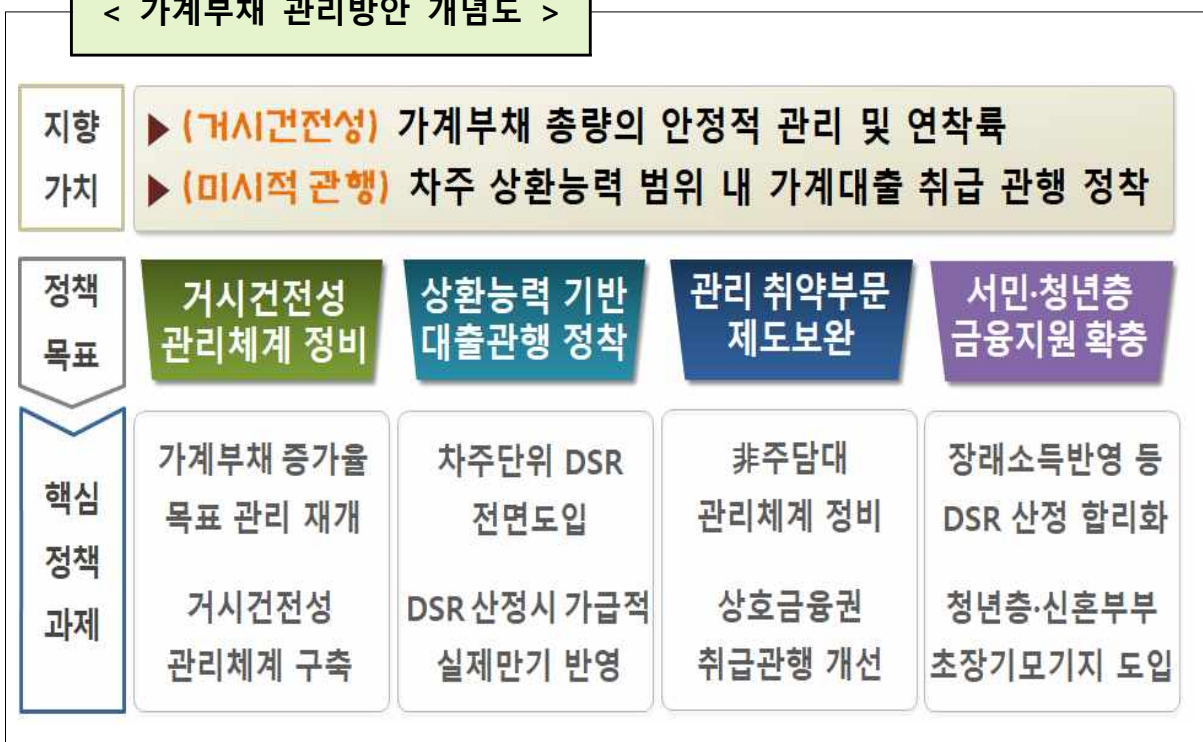 < 가계부채 관리방안 개념도 >
지향
가치
▶ (거시건전성) 가계부채 총량의 안정적 관리 및 연착륙
▶ (미시적 관행) 차주 상환능력 범위 내 가계대출 취급 관행 정착
정책
목표
거시건전성
관리체계 정비
상환능력 기반
대출관행 정착
관리 취약부문
제도보완
서민·청년층
금융지원 확충
핵심
정책
과제
가계부채 증가율
목표 관리 재개
거시건전성
관리체계 구축
차주단위 DSR
전면도입
DSR 산정시 가급적
실제만기 반영
非주담대
관리체계 정비
상호금융권
취급관행 개선
장래소득반영 등
DSR 산정 합리화
청년층·신혼부부
초장기모기지 도입